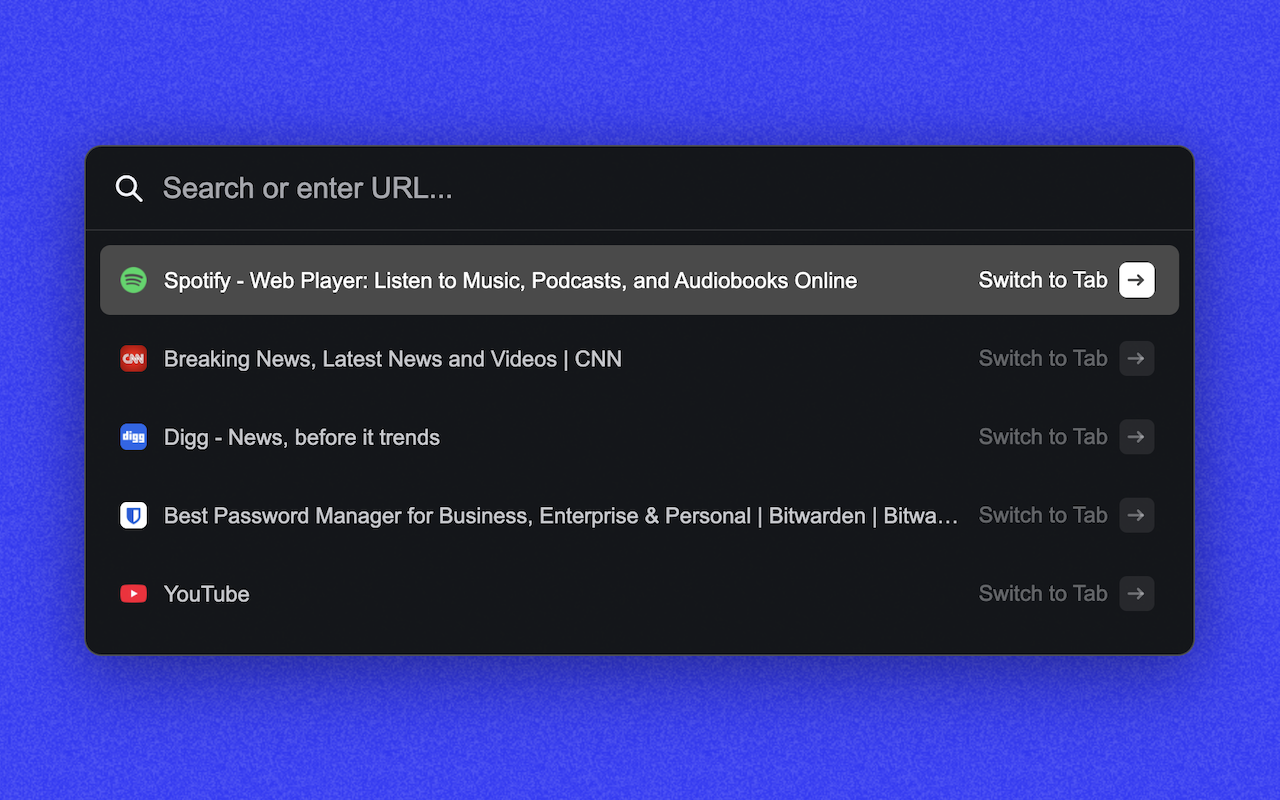 Search or enter URL...
Spotify - Web Player: Listen to Music, Podcasts, and Audiobooks Online Switch to Tab
CNN Breaking News, Latest News and Videos | CNN Switch to Tab
digg Digg - News, before it trends Switch to Tab
Best Password Manager for Business, Enterprise & Personal | Bitwarden | Bitwa... Switch to Tab
YouTube Switch to Tab